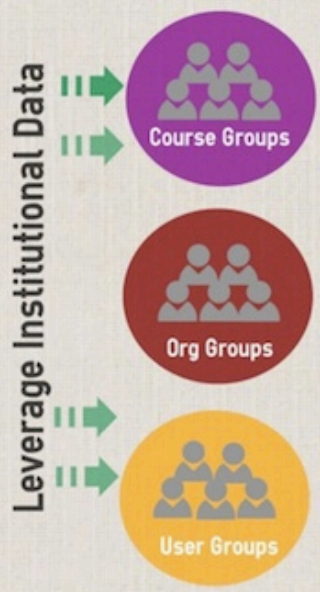 Leverage Institutional Data
Course Groups
Org Groups
User Groups